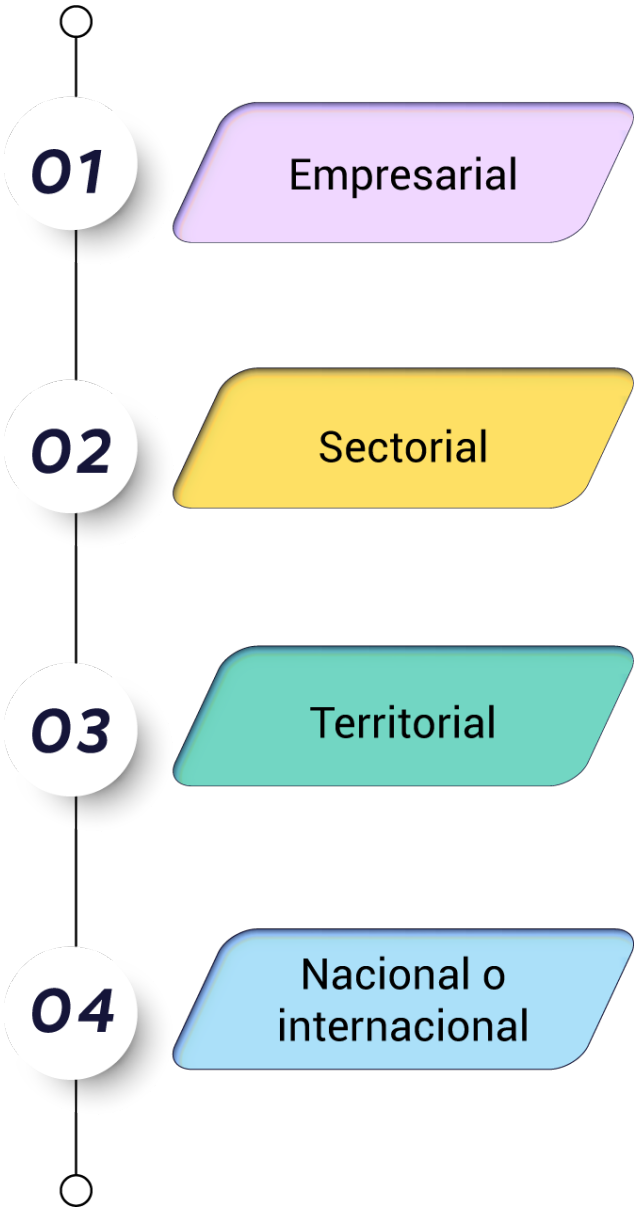 01
Empresarial
02
Sectorial
03
Territorial
04
Nacional o
internacional